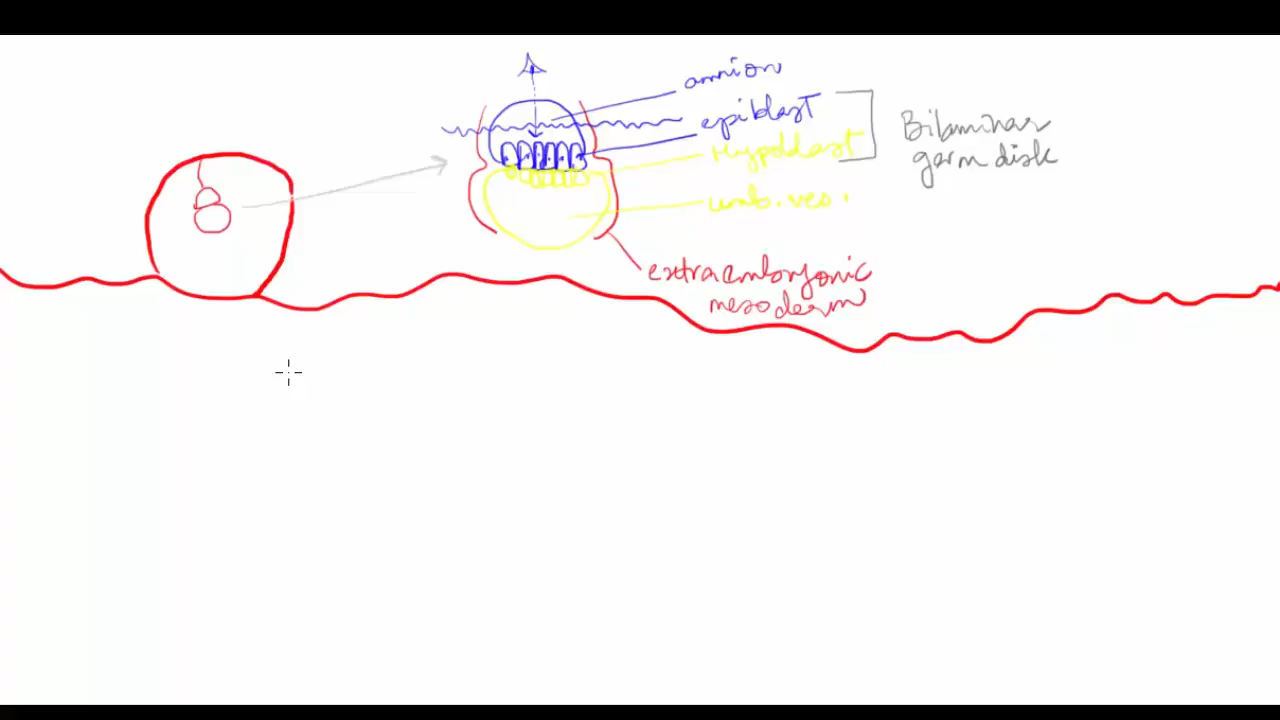 amnion
epiblast
Hypoblast
umb. ves.
Bilaminar
germ disk
extraembryonic
mesoderm